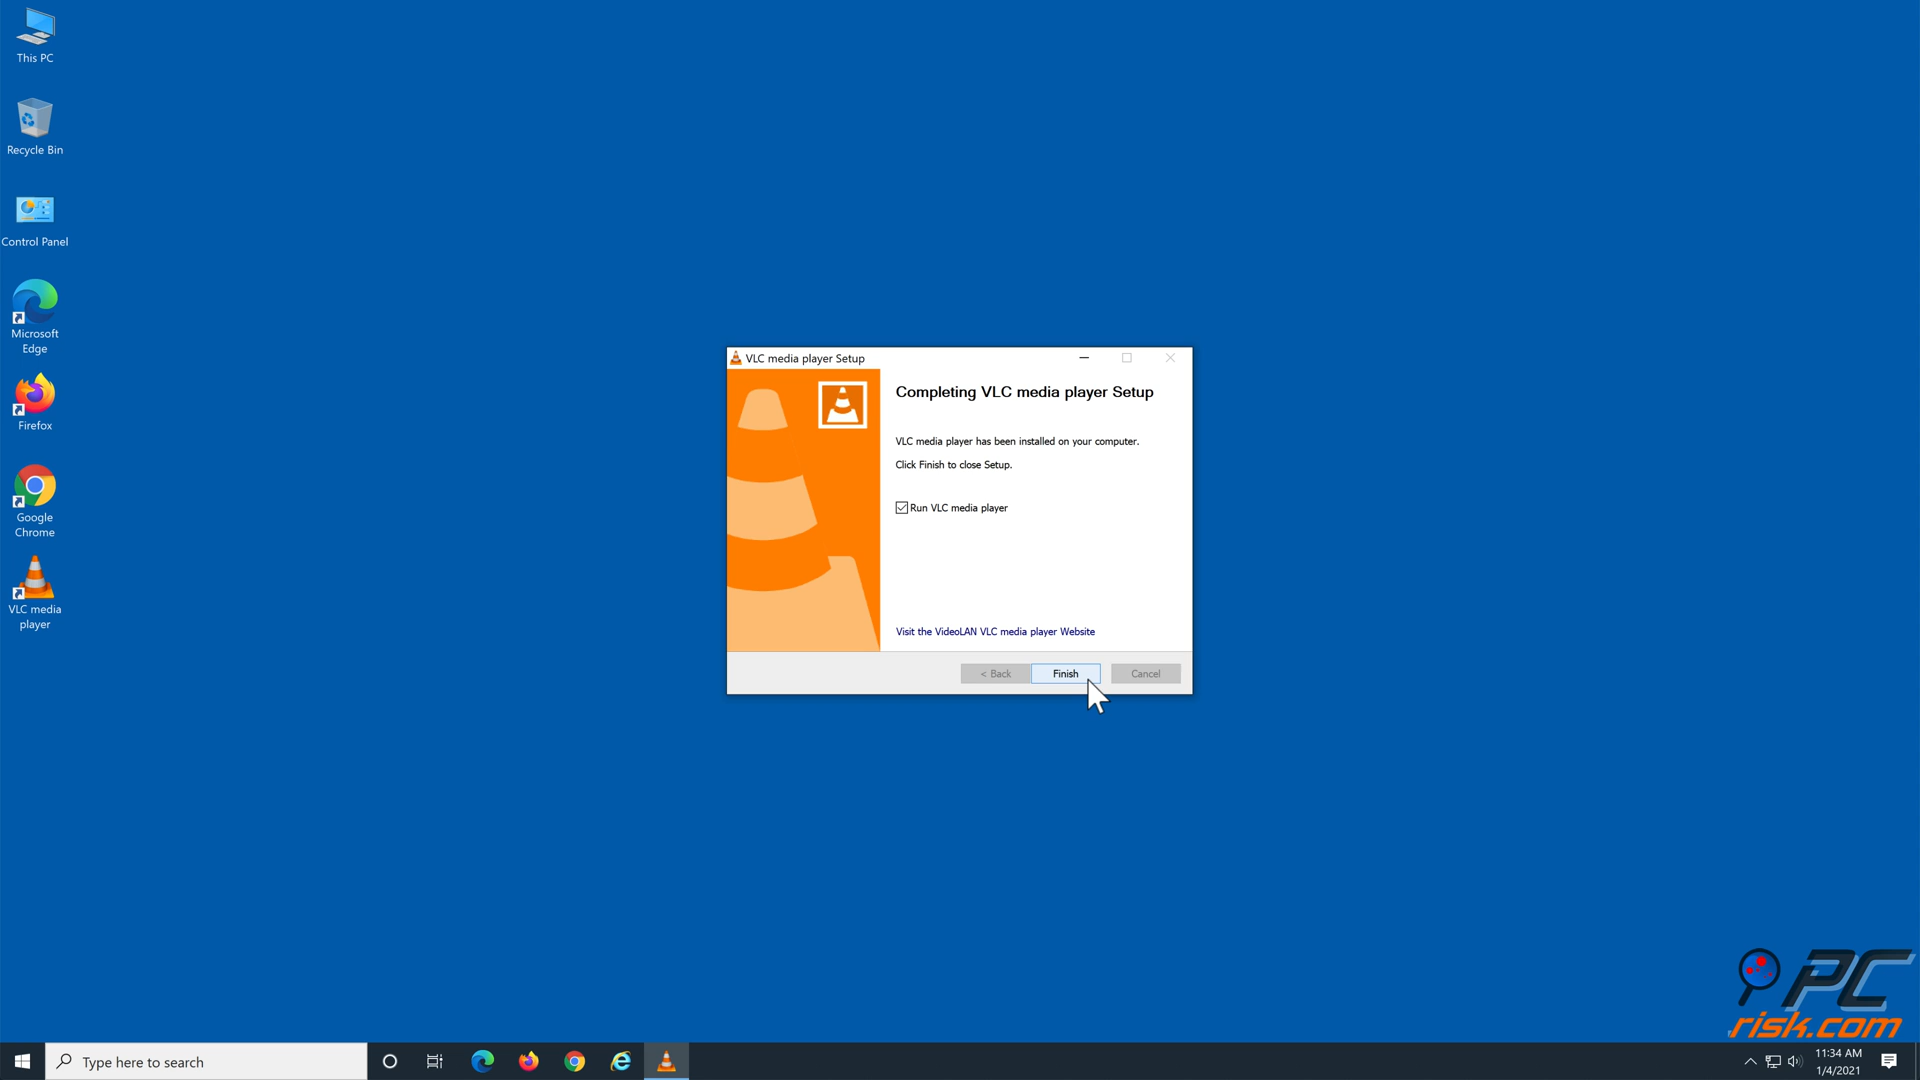 This PC
Recycle Bin
Control Panel
Microsoft
Edge
Firefox
Google
Chrome
VLC media
player
VLC media player Setup
Completing VLC media player Setup
VLC media player has been installed on your computer.
Click Finish to close Setup.
Run VLC media player
Visit the VideoLAN VLC media player Website
< Back
Finish
Cancel
PC
risk.com
Type here to search
11:34 AM
1/4/2021